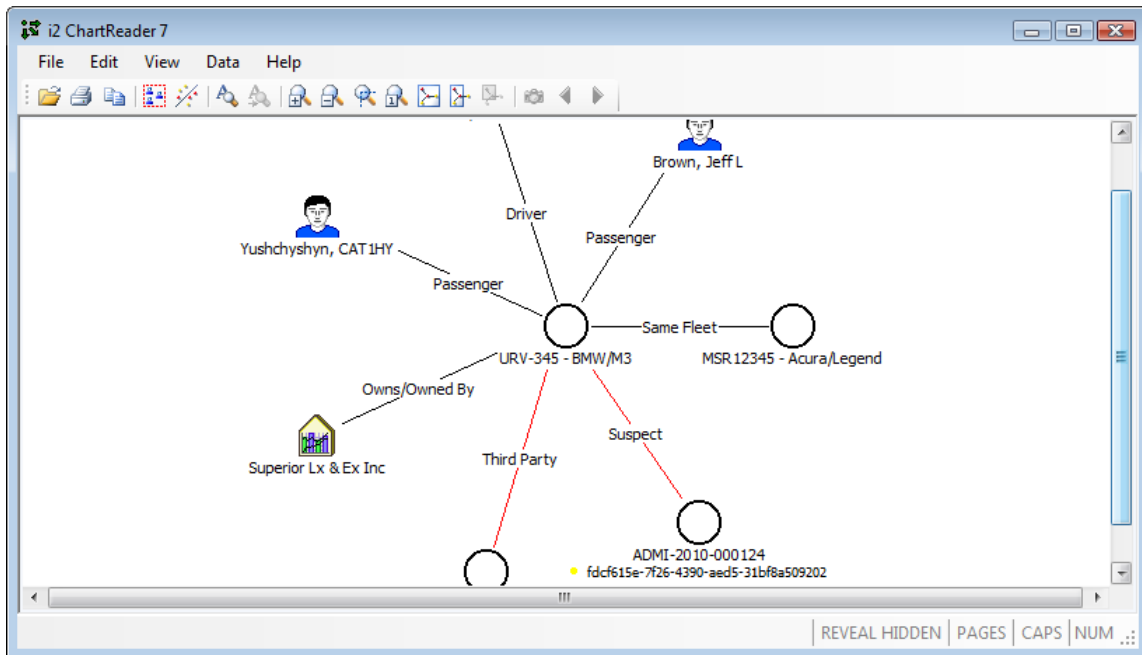 i2 ChartReader 7
File Edit View Data Help
Brown, Jeff L
Driver
Passenger
Yushchyshyn, CAT1HY
Passenger
Same Fleet
URV-345 - BMW/M3
MSR12345 - Acura/Legend
Owns/Owned By
Suspect
Third Party
Superior Lx & Ex Inc
ADMI-2010-000124
fdcf615e-7f26-4390-aed5-31bf8a509202
REVEAL HIDDEN PAGES CAPS NUM